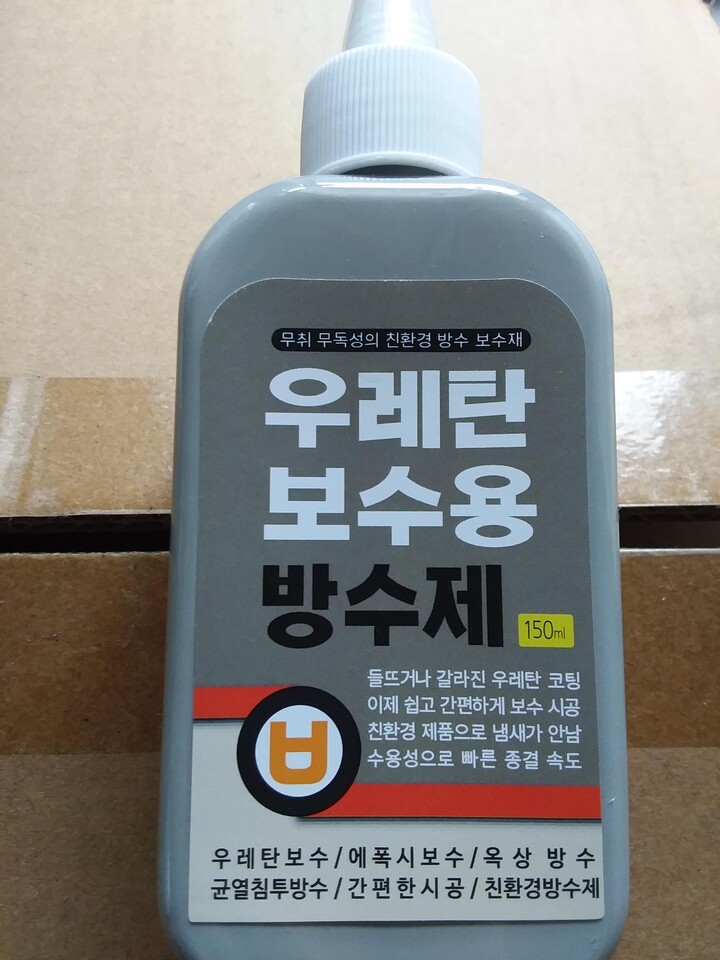 무취 무독성의 친환경 방수 보수재
우레탄
보수용
방수제
150ml
들뜨거나 갈라진 우레탄 코팅
이제 쉽고 간편하게 보수 시공
친환경 제품으로 냄새가 안남
수용성으로 빠른 종결 속도
ㅂ
우레탄보수/에폭시보수/옥상 방수
균열침투방수/간편한시공/친환경방수제